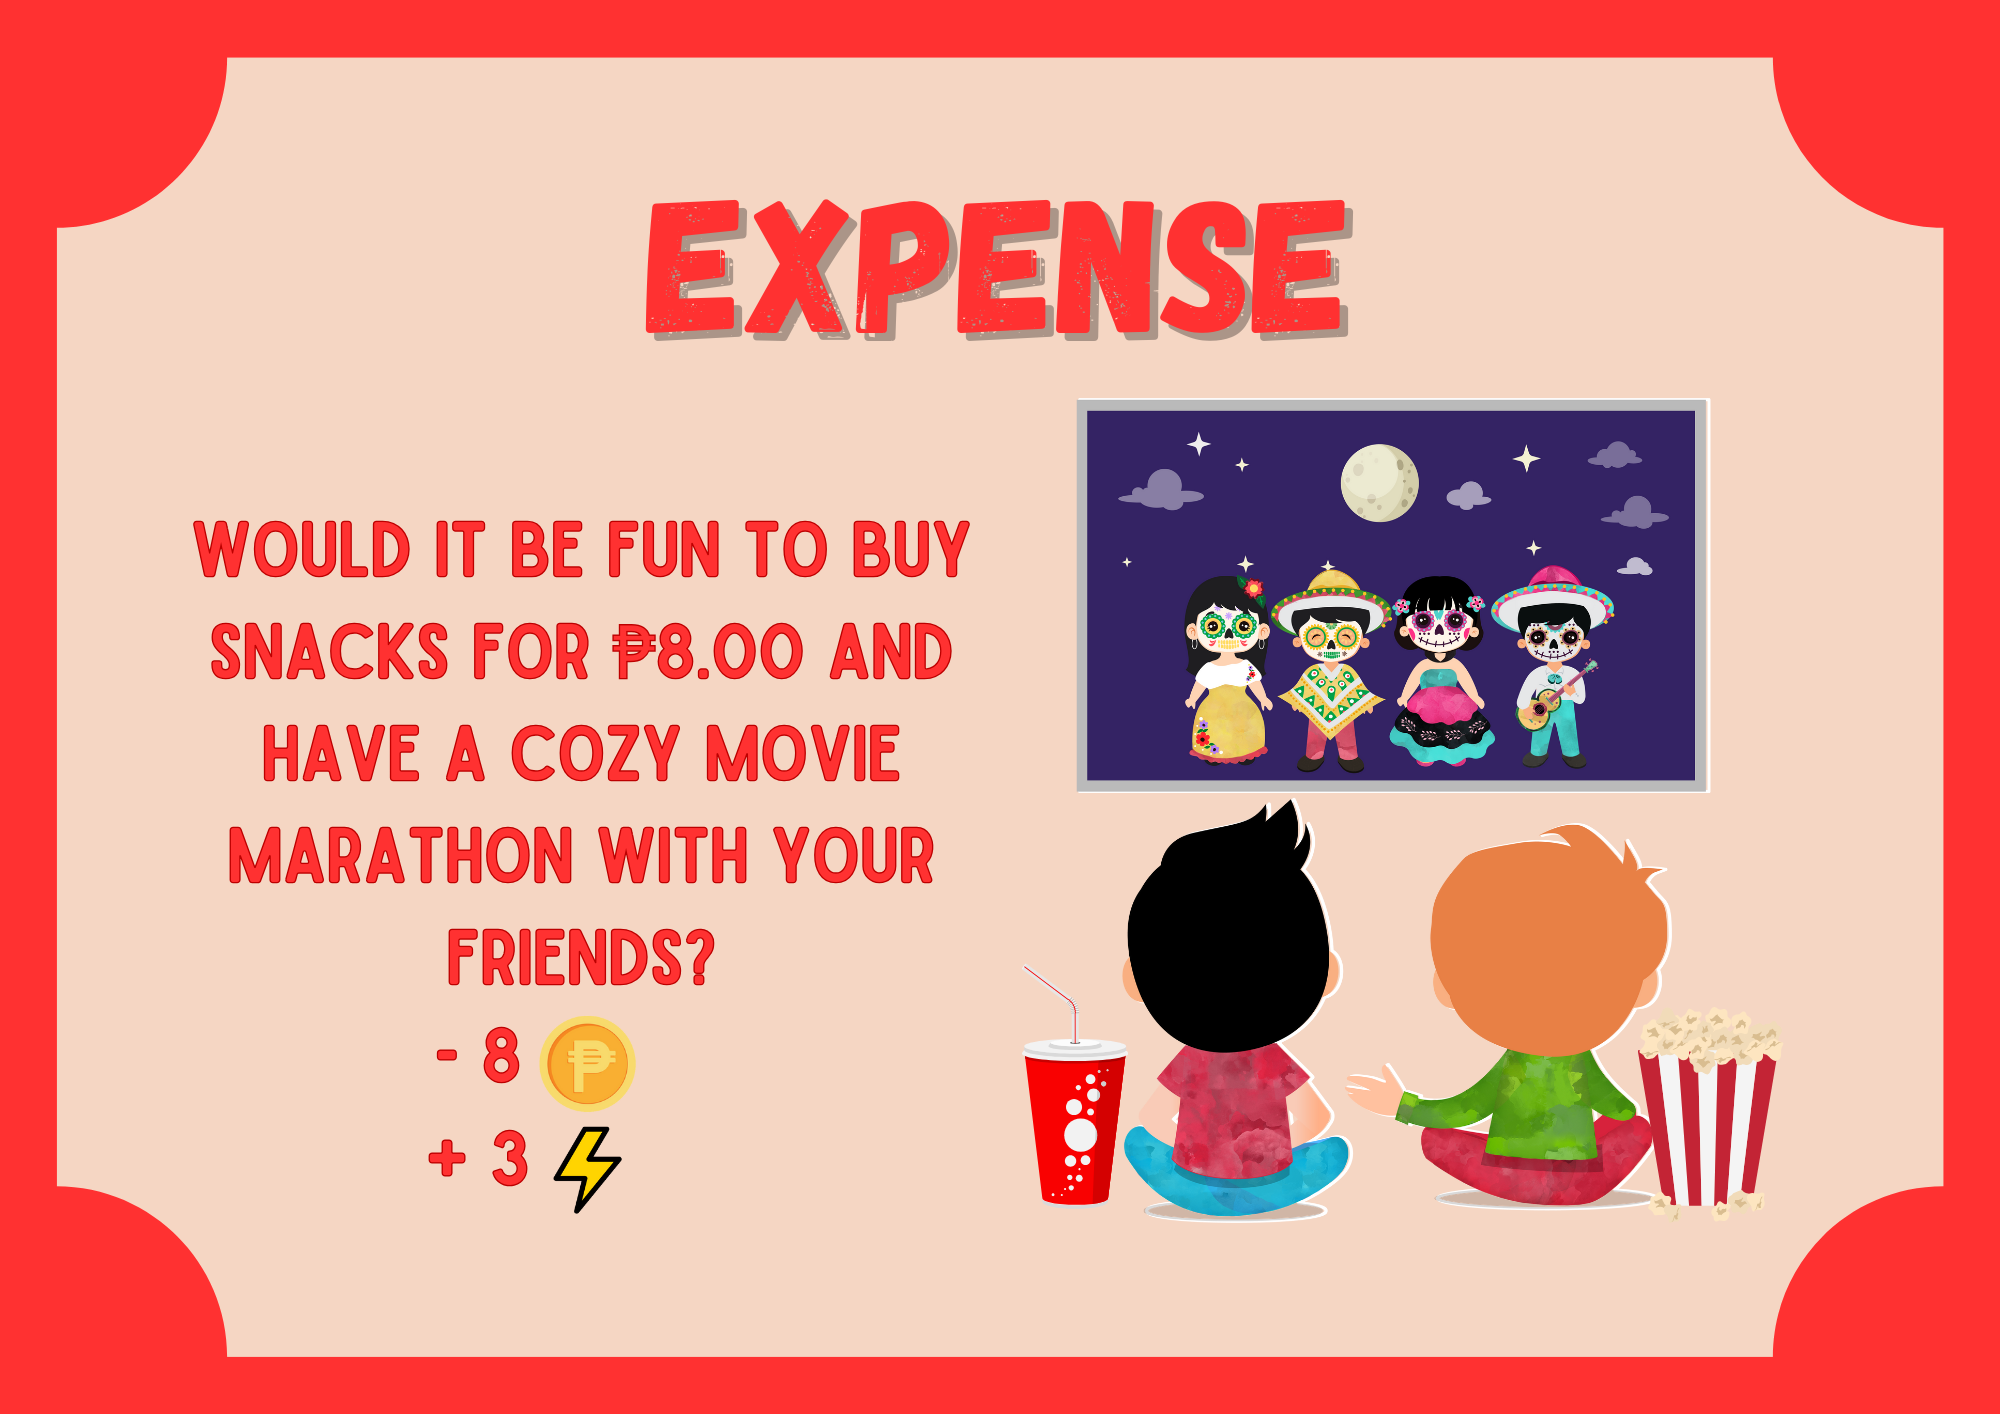 EXPENSE
WOULD IT BE FUN TO BUY
SNACKS FOR ₱8.00 AND
HAVE A COZY MOVIE
MARATHON WITH YOUR
FRIENDS?
- 8 ₱
+ 3